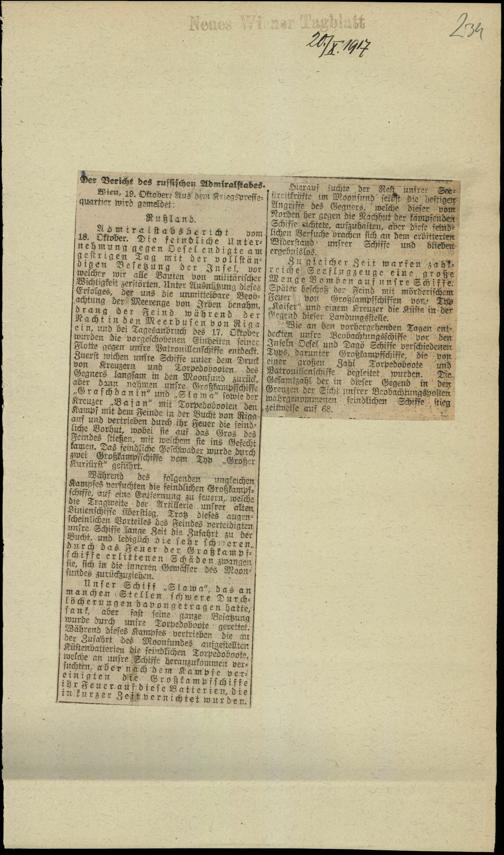 Neues Wiener Tagblatt
20/X. 1917
234
Der Bericht des russischen Admiralstabes.
Wien, 19. Oktober. Aus dem Kriegspresse-
quartier wird gemeldet:
Rußland.
Admiralstabsbericht vom
18. Oktober. Die feindliche Unter-
nehmung gegen Oesel endigte am
gestrigen Tag mit der vollstän-
digen Besetzung der Insel, vor
welcher wir alle Bauten von militärischer
Wichtigkeit zerstörten. Unter Ausnützung dieses
Erfolges, der uns die unmittelbare Beob-
achtung der Meerenge von Irben benahm,
drang der Feind während der
Nacht in den Meerbusen von Riga
ein, und bei Tagesanbruch des 17. Oktober
wurden die vorgeschobenen Einheiten seiner
Flotte gegen unsre Patrouillenschiffe entdeckt.
Zuerst wichen unsre Schiffe unter dem Druck
von Kreuzern und Torpedobooten des
Gegners langsam in den Moonsund zurück,
aber dann nahmen unsre Großkampfschiffe
„Graschdanin“ und „Slawa“ sowie der
Kreuzer „Bajan“ mit Torpedobooten den
Kampf mit dem Feinde in der Bucht von Riga
auf und vertrieben durch ihr Feuer die feind-
liche Vorhut, wobei sie auf das Gros des
Feindes stießen, mit welchem sie ins Gefecht
kamen. Das feindliche Geschwader wurde durch
zwei Großkampfschiffe vom Typ „Großer
Kurfürst“ geführt.
Während des folgenden ungleichen
Kampfes versuchten die feindlichen Großkampf-
schiffe, auf eine Entfernung zu feuern, welche
die Tragweite der Artillerie unsrer alten
Linienschiffe überstieg. Trotz dieses augen-
scheinlichen Vorteiles des Feindes verteidigten
unsre Schiffe lange Zeit die Zufahrt zu der
Bucht, und lediglich die sehr schweren,
durch das Feuer der Großkampf-
schiffe erlittenen Schäden zwangen
sie, sich in die inneren Gewässer des Moon-
sundes zurückzuziehen.
Unser Schiff „Slawa“, das an
manchen Stellen schwere Durch-
löcherungen davongetragen hatte,
sank, aber fast seine ganze Besatzung
wurde durch unsre Torpedoboote gerettet.
Während dieses Kampfes vertrieben die an
der Zufahrt des Moonsundes aufgestellten
Küstenbatterien die feindlichen Torpedoboote,
welche an unsre Schiffe heranzukommen ver-
suchten, aber nach dem Kampfe ver-
einigten die Großkampfschiffe
ihr Feuer auf diese Batterien, die
in kurzer Zeit vernichtet wurden.
Hierauf suchte der Rest unsrer See-
streitkräfte im Moonsund selbst die heftigen
Angriffe des Gegners, welche dieser vom
Norden her gegen die Nachhut der kämpfenden
Schiffe richtete, aufzuhalten, aber diese feind-
lichen Versuche brachen sich an dem erbitterten
Widerstand unsrer Schiffe und blieben
ergebnislos.
Zu gleicher Zeit warfen zahl-
reiche Seeflugzeuge eine große
Menge Bomben auf unsre Schiffe.
Später beschoß der Feind mit mörderischem
Feuer von Großkampfschiffen vom Typ
„Kaiser“ und einem Kreuzer die Küste in der
Gegend dieser Landungsstelle.
Wie an den vorhergehenden Tagen ent-
deckten unsre Beobachtungsschiffe vor den
Inseln Oesel und Dagö Schiffe verschiedenen
Typs, darunter Großkampfschiffe, die von
einer großen Zahl Torpedoboote und
Patrouillenschiffe begleitet wurden. Die
Gesamtzahl der in dieser Gegend in den
Grenzen der Sicht unsrer Beobachtungsposten
wahrgenommenen feindlichen Schiffe stieg
zeitweise auf 68.